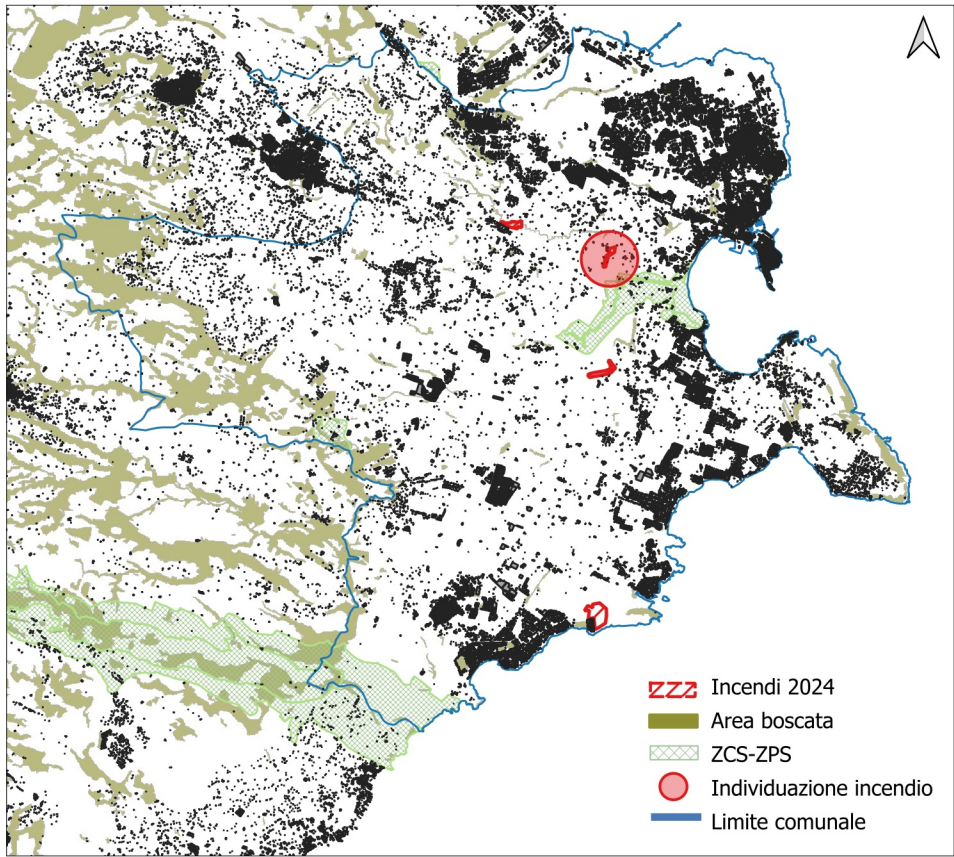 Incendi 2024
Area boscata
ZCS-ZPS
Individuazione incendio
Limite comunale